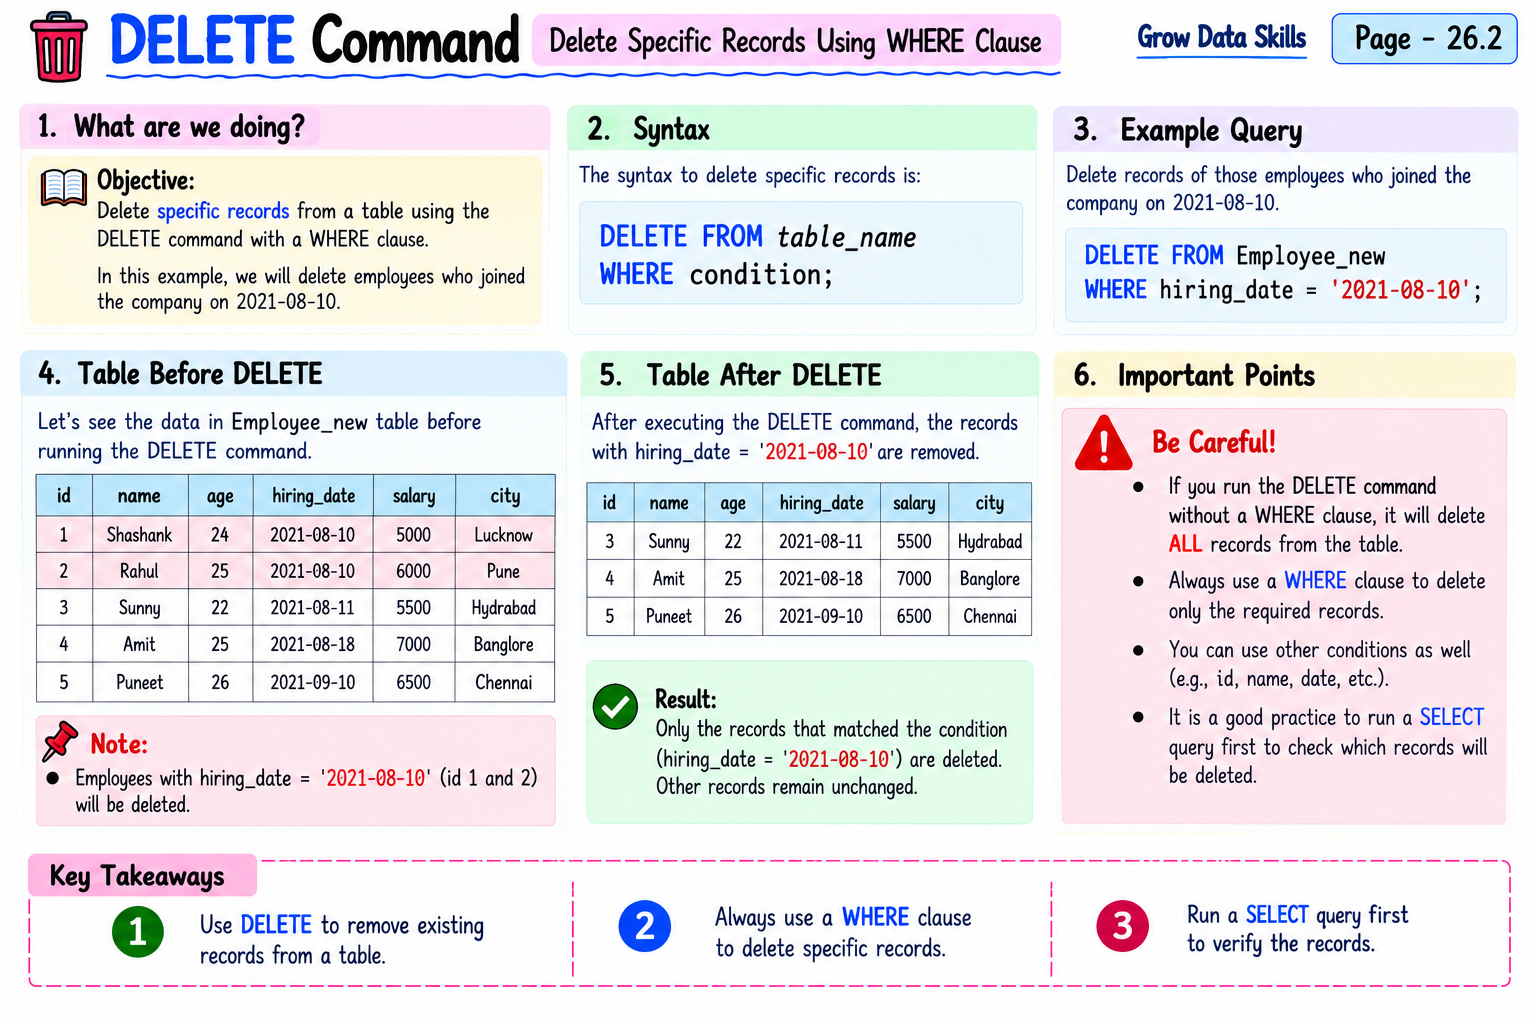 DELETE Command
Delete Specific Records Using WHERE Clause
Grow Data Skills
Page - 26.2
1. What are we doing?
Objective:
Delete specific records from a table using the
DELETE command with a WHERE clause.
In this example, we will delete employees who joined
the company on 2021-08-10.
2. Syntax
The syntax to delete specific records is:
DELETE FROM table_name
WHERE condition;
3. Example Query
Delete records of those employees who joined the
company on 2021-08-10.
DELETE FROM Employee_new
WHERE hiring_date = '2021-08-10';
4. Table Before DELETE
Let's see the data in Employee_new table before
running the DELETE command.
id name age hiring_date salary city
1 Shashank 24 2021-08-10 5000 Lucknow
2 Rahul 25 2021-08-10 6000 Pune
3 Sunny 22 2021-08-11 5500 Hydrabad
4 Amit 25 2021-08-18 7000 Banglore
5 Puneet 26 2021-09-10 6500 Chennai
Note:
● Employees with hiring_date = '2021-08-10' (id 1 and 2)
will be deleted.
5. Table After DELETE
After executing the DELETE command, the records
with hiring_date = '2021-08-10' are removed.
id name age hiring_date salary city
3 Sunny 22 2021-08-11 5500 Hydrabad
4 Amit 25 2021-08-18 7000 Banglore
5 Puneet 26 2021-09-10 6500 Chennai
Result:
Only the records that matched the condition
(hiring_date = '2021-08-10') are deleted.
Other records remain unchanged.
6. Important Points
Be Careful!
● If you run the DELETE command
without a WHERE clause, it will delete
ALL records from the table.
● Always use a WHERE clause to delete
only the required records.
● You can use other conditions as well
(e.g., id, name, date, etc.).
● It is a good practice to run a SELECT
query first to check which records will
be deleted.
Key Takeaways
1 Use DELETE to remove existing
records from a table.
2 Always use a WHERE clause
to delete specific records.
3 Run a SELECT query first
to verify the records.